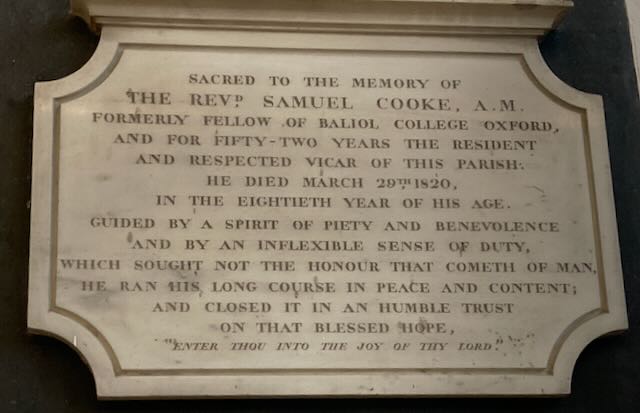 SACRED TO THE MEMORY OF
THE REVD. SAMUEL COOKE, A.M.
FORMERLY FELLOW OF BALIOL COLLEGE OXFORD,
AND FOR FIFTY-TWO YEARS THE RESIDENT
AND RESPECTED VICAR OF THIS PARISH.
HE DIED MARCH 29TH 1820,
IN THE EIGHTIETH YEAR OF HIS AGE.
GUIDED BY A SPIRIT OF PIETY AND BENEVOLENCE
AND BY AN INFLEXIBLE SENSE OF DUTY,
WHICH SOUGHT NOT THE HONOUR THAT COMETH OF MAN,
HE RAN HIS LONG COURSE IN PEACE AND CONTENT;
AND CLOSED IT IN AN HUMBLE TRUST
ON THAT BLESSED HOPE,
"ENTER THOU INTO THE JOY OF THY LORD."